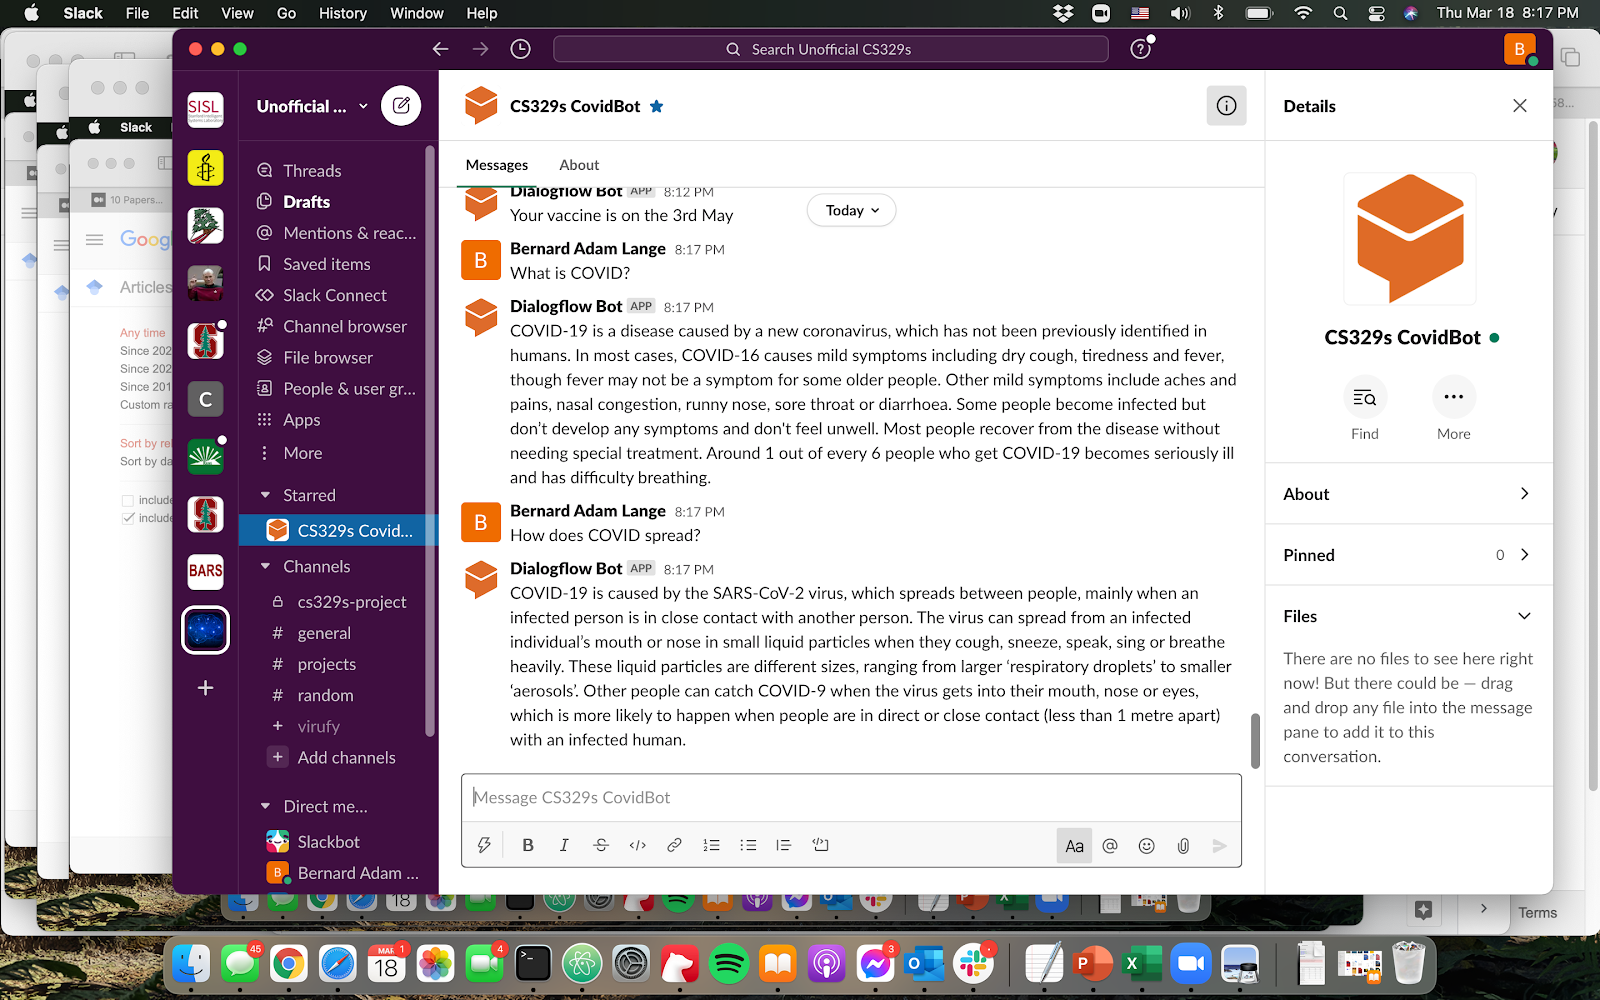 Slack File Edit View Go History Window Help
Thu Mar 18 8:17 PM
Search Unofficial CS329s
B
Slack
10 Papers...
Articles
Any time
Since 202
Since 202
Since 201
Custom ra
Sort by rel
Sort by da
include
include
SISL
C
BARS
Unofficial ...
Threads
Drafts
Mentions & reac...
Saved items
Slack Connect
Channel browser
File browser
People & user gr...
Apps
More
Starred
CS329s Covid...
Channels
cs329s-project
# general
# projects
# random
+ virufy
+ Add channels
Direct me...
Slackbot
B Bernard Adam ...
CS329s CovidBot
Messages About
Dialogflow Bot APP 8:12 PM
Your vaccine is on the 3rd May
Today
B
Bernard Adam Lange 8:17 PM
What is COVID?
Dialogflow Bot APP 8:17 PM
COVID-19 is a disease caused by a new coronavirus, which has not been previously identified in
humans. In most cases, COVID-16 causes mild symptoms including dry cough, tiredness and fever,
though fever may not be a symptom for some older people. Other mild symptoms include aches and
pains, nasal congestion, runny nose, sore throat or diarrhoea. Some people become infected but
don’t develop any symptoms and don't feel unwell. Most people recover from the disease without
needing special treatment. Around 1 out of every 6 people who get COVID-19 becomes seriously ill
and has difficulty breathing.
B
Bernard Adam Lange 8:17 PM
How does COVID spread?
Dialogflow Bot APP 8:17 PM
COVID-19 is caused by the SARS-CoV-2 virus, which spreads between people, mainly when an
infected person is in close contact with another person. The virus can spread from an infected
individual’s mouth or nose in small liquid particles when they cough, sneeze, speak, sing or breathe
heavily. These liquid particles are different sizes, ranging from larger ‘respiratory droplets’ to smaller
‘aerosols’. Other people can catch COVID-9 when the virus gets into their mouth, nose or eyes,
which is more likely to happen when people are in direct or close contact (less than 1 metre apart)
with an infected human.
Message CS329s CovidBot
B I S Aa @
Details
CS329s CovidBot
Find More
About
Pinned 0
Files
There are no files to see here right
now! But there could be — drag
and drop any file into the message
pane to add it to this
conversation.
Terms
18
45 MAR 1 18 4 3
P X